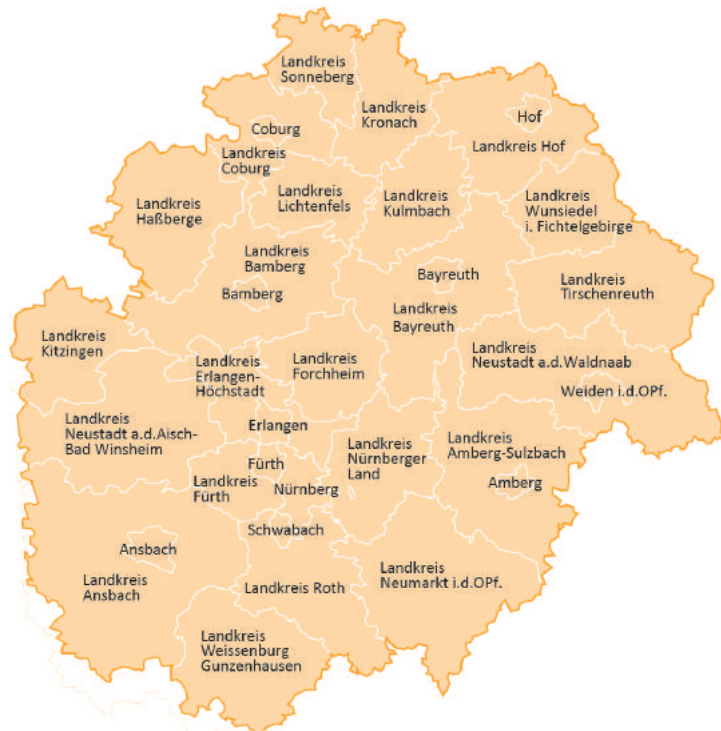 Landkreis
Sonneberg
Landkreis
Kronach
Hof
Landkreis Hof
Coburg
Landkreis
Coburg
Landkreis
Haßberge
Landkreis
Lichtenfels
Landkreis
Kulmbach
Landkreis
Wunsiedel
i. Fichtelgebirge
Landkreis
Bamberg
Bamberg
Bayreuth
Landkreis
Bayreuth
Landkreis
Tirschenreuth
Landkreis
Kitzingen
Landkreis
Erlangen-
Höchstadt
Landkreis
Forchheim
Landkreis
Neustadt a.d.Waldnaab
Weiden i.d.OPf.
Landkreis
Neustadt a.d.Aisch-
Bad Winsheim
Erlangen
Landkreis
Nürnberger
Land
Landkreis
Amberg-Sulzbach
Amberg
Fürth
Landkreis
Fürth
Nürnberg
Schwabach
Ansbach
Landkreis
Ansbach
Landkreis Roth
Landkreis
Neumarkt i.d.OPf.
Landkreis
Weissenburg
Gunzenhausen